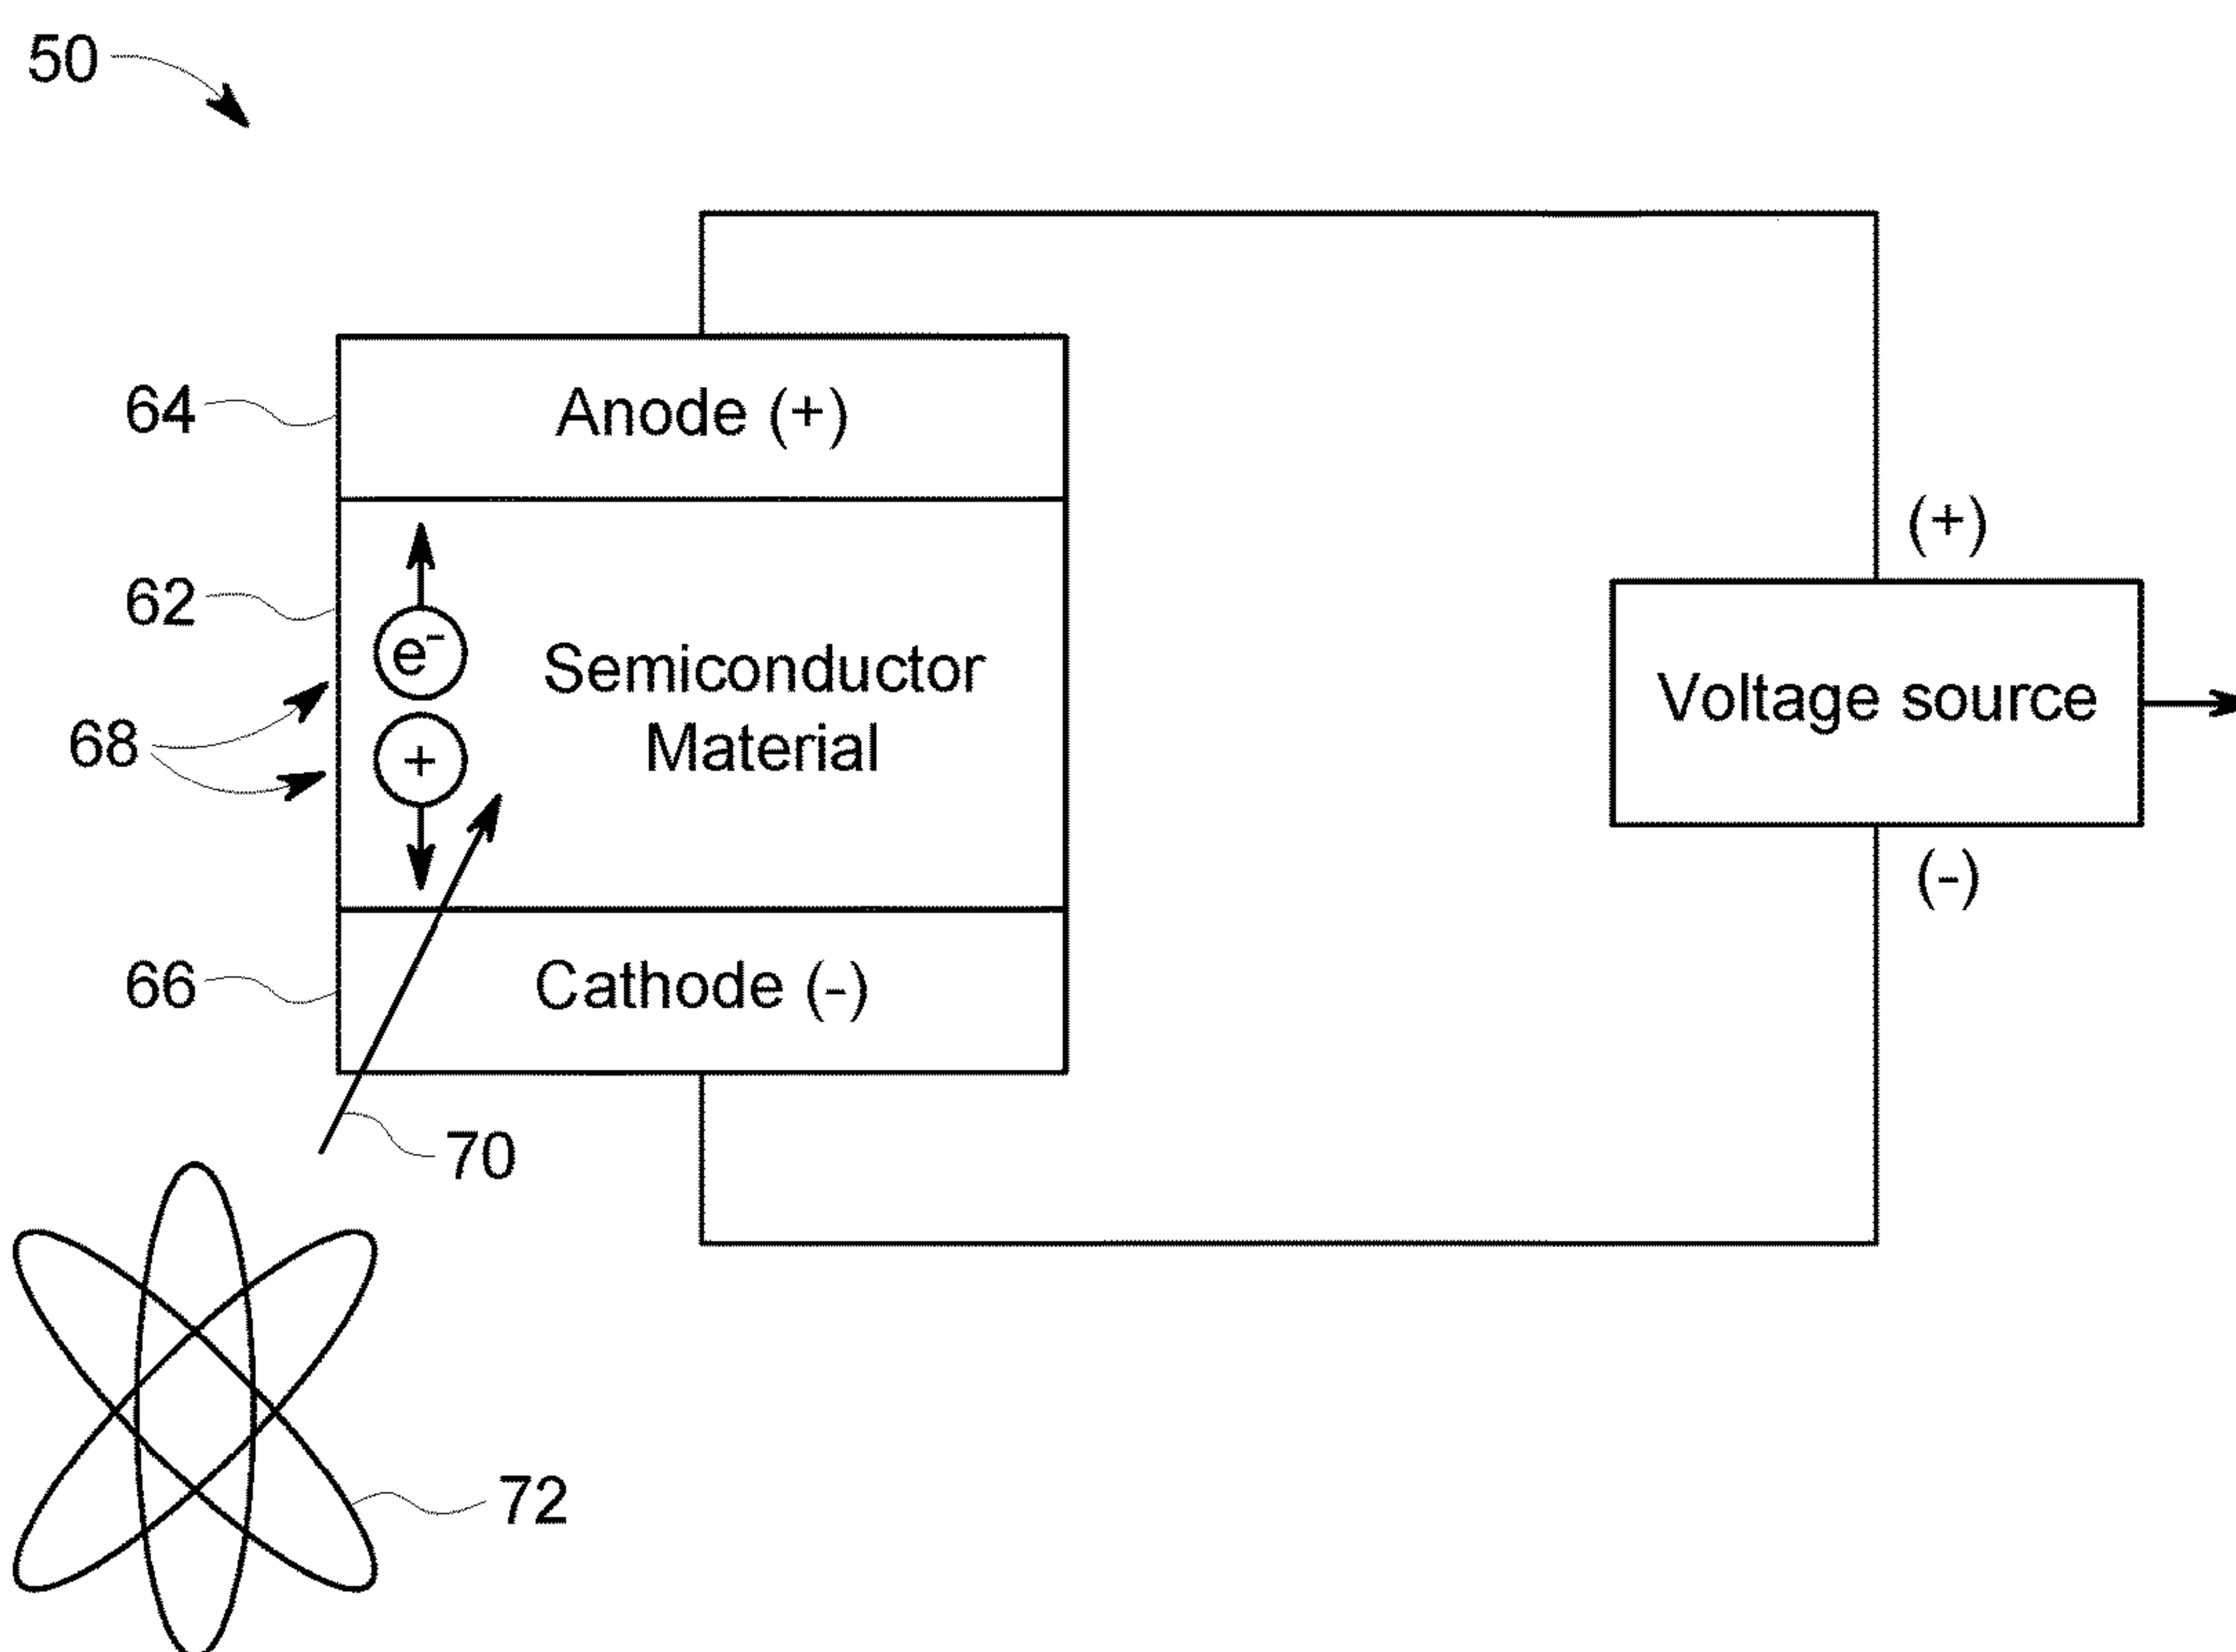 50
64
Anode (+)
(+)
62
e-
Semiconductor
Material
Voltage source
68
+
(-)
66
Cathode (-)
70
72